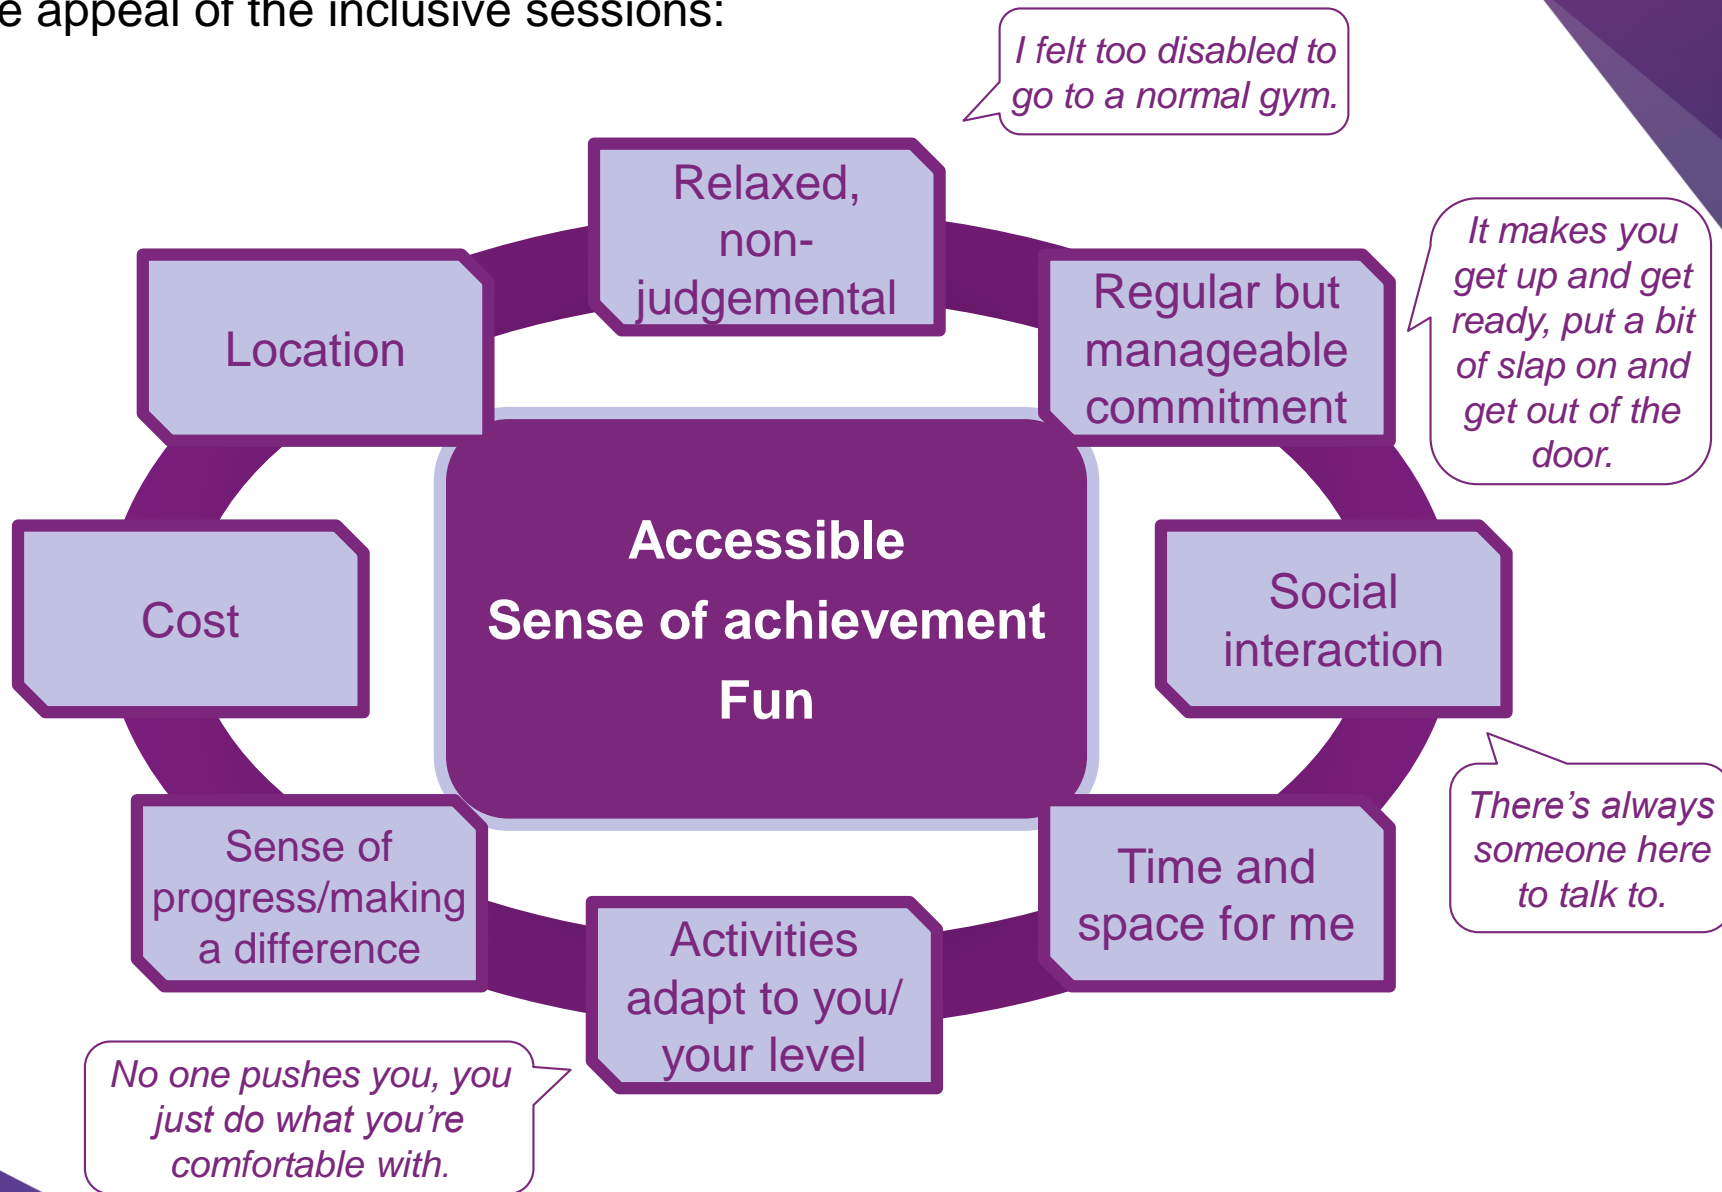 e appeal of the inclusive sessions:
I felt too disabled to
go to a normal gym.
Relaxed,
non-
judgemental
Regular but
manageable
commitment
It makes you
get up and get
ready, put a bit
of slap on and
get out of the
door.
Location
Accessible
Sense of achievement
Fun
Cost
Social
interaction
There’s always
someone here
to talk to.
Sense of
progress/making
a difference
Time and
space for me
Activities
adapt to you/
your level
No one pushes you, you
just do what you’re
comfortable with.